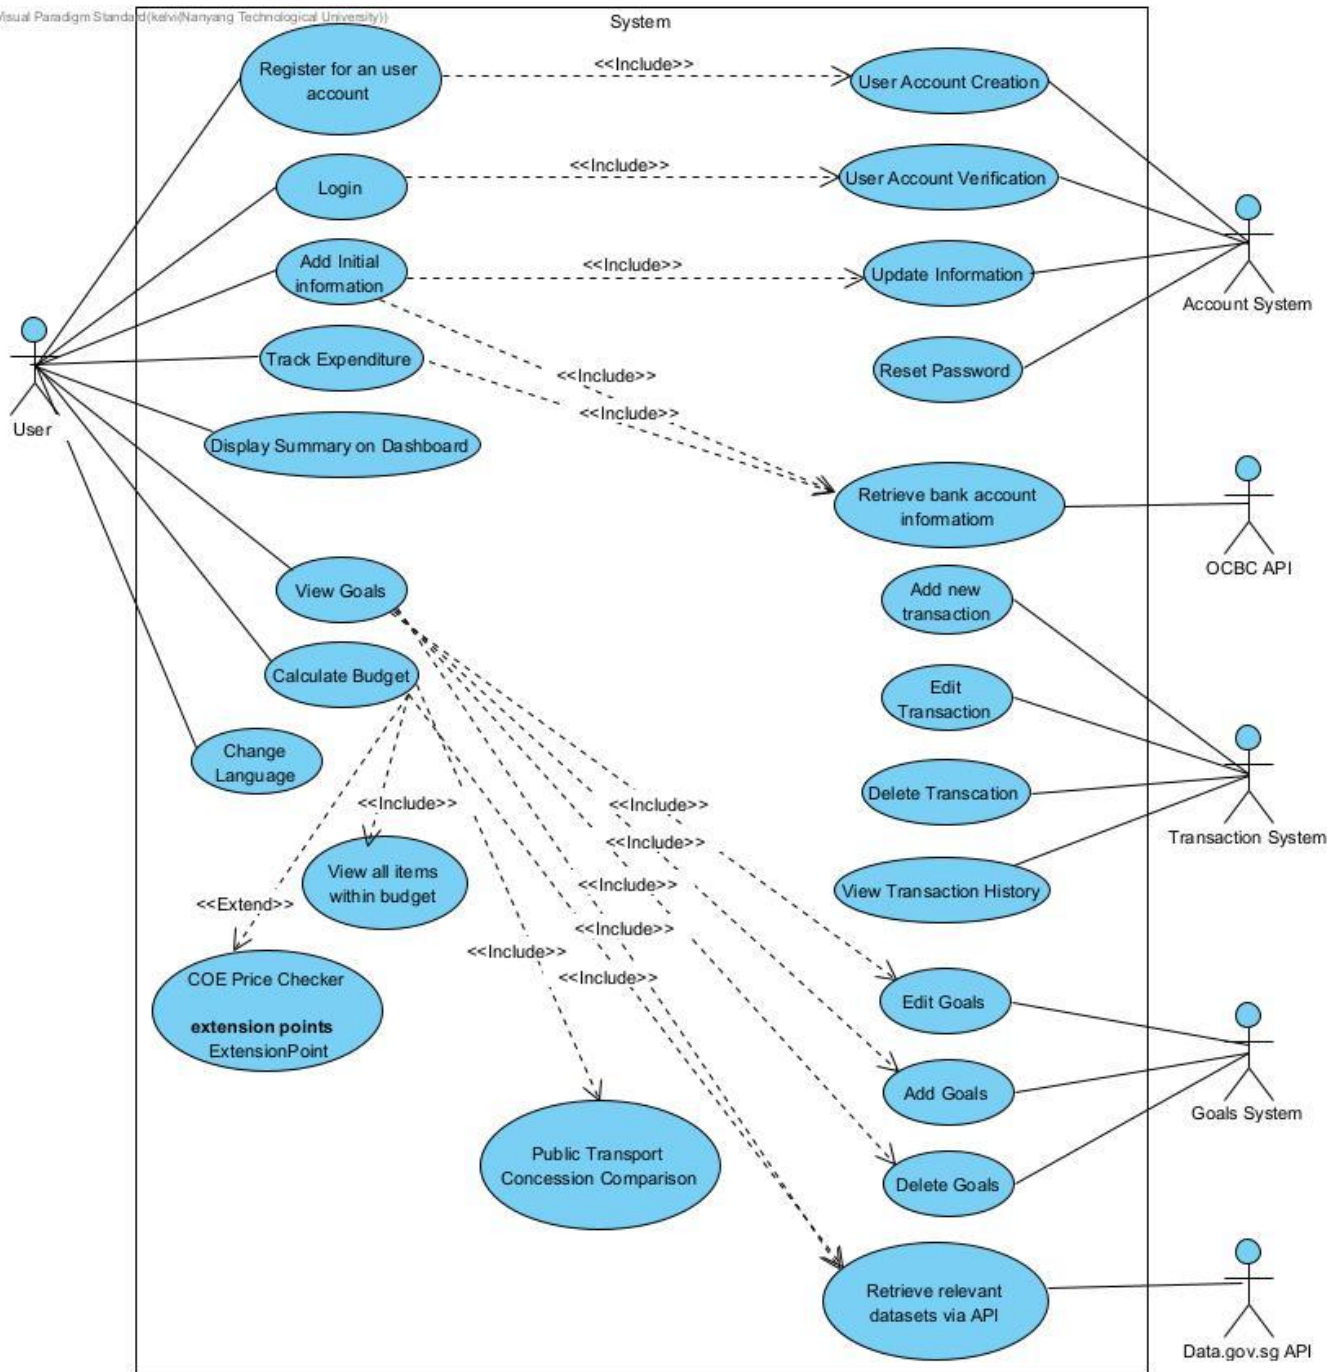 Visual Paradigm Standard(kelvi(Nanyang Technological University))
System
Register for an user
account
<<Include>>
User Account Creation
Login
<<Include>>
User Account Verification
Add Initial
information
<<Include>>
Update Information
Account System
User
Track Expenditure
<<Include>>
Reset Password
<<Include>>
Display Summary on Dashboard
Retrieve bank account
informatiom
OCBC API
View Goals
Add new
transaction
Calculate Budget
Edit
Transaction
Change
Language
<<Include>>
<<Include>>
Delete Transcation
Transaction System
<<Include>>
View all items
within budget
<<Include>>
View Transaction History
<<Extend>>
<<Include>>
<<Include>>
<<Include>>
COE Price Checker
extension points
ExtensionPoint
Edit Goals
Add Goals
Goals System
Public Transport
Concession Comparison
Delete Goals
Retrieve relevant
datasets via API
Data.gov.sg API